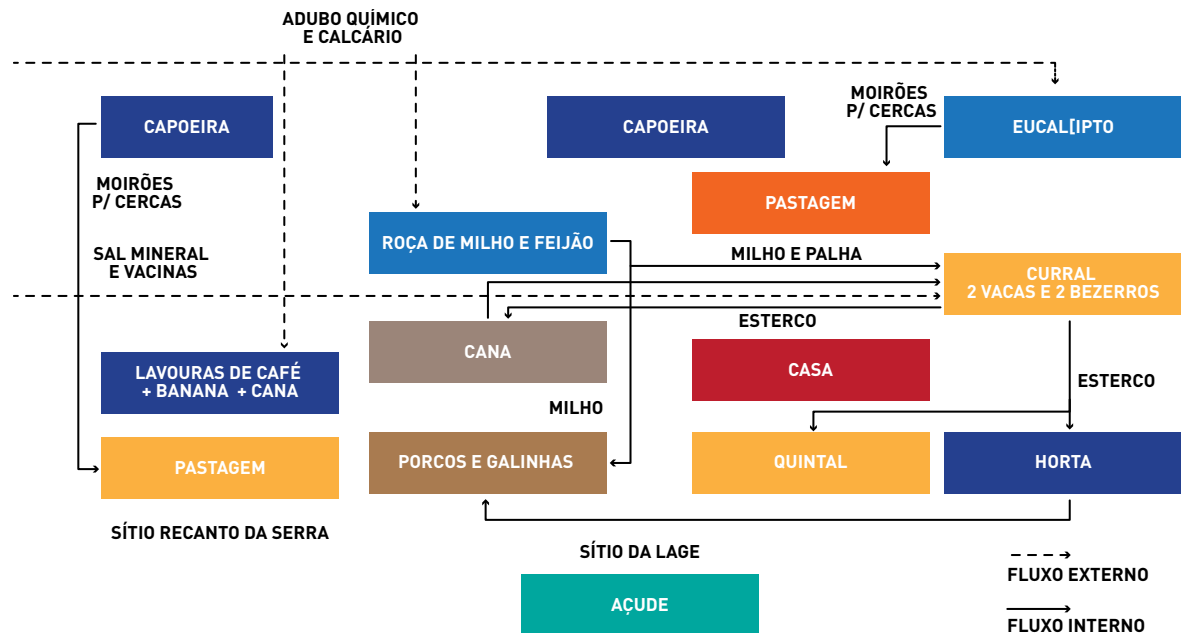 ADUBO QUÍMICO
E CALCÁRIO
CAPOEIRA
CAPOEIRA
MOIRÕES
P/ CERCAS
EUCAL[IPTO
MOIRÕES
P/ CERCAS
PASTAGEM
ROÇA DE MILHO E FEIJÃO
SAL MINERAL
E VACINAS
MILHO E PALHA
CURRAL
2 VACAS E 2 BEZERROS
ESTERCO
CANA
CASA
LAVOURAS DE CAFÉ
+ BANANA + CANA
ESTERCO
MILHO
PASTAGEM
PORCOS E GALINHAS
QUINTAL
HORTA
SÍTIO RECANTO DA SERRA
SÍTIO DA LAGE
FLUXO EXTERNO
AÇUDE
FLUXO INTERNO